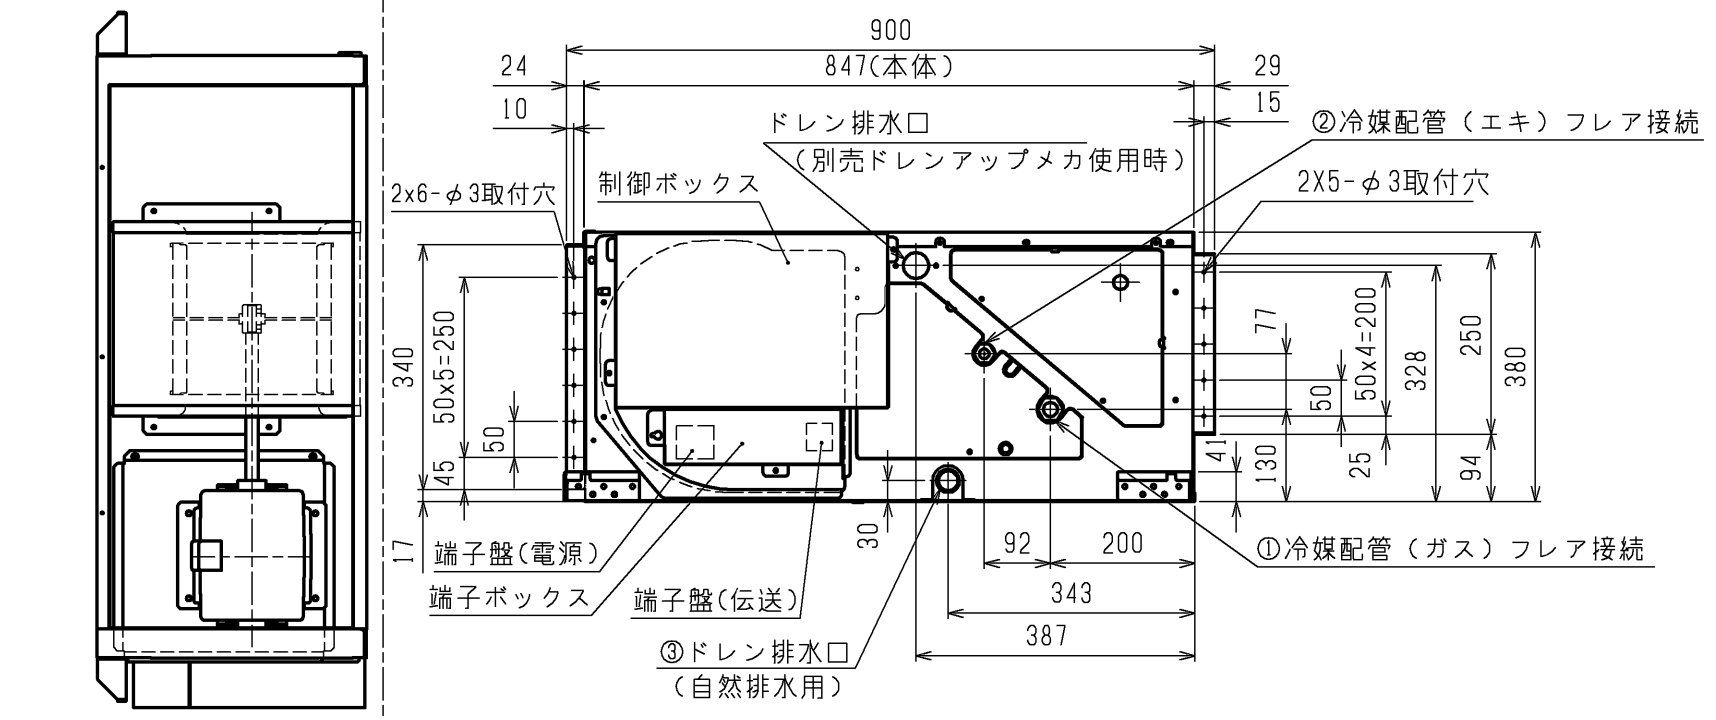 900
24
847(本体)
29
10
15
ドレン排水口
(別売ドレンアップメカ使用時)
②冷媒配管(エキ)フレア接続
制御ボックス
2x6-φ3取付穴
2X5-φ3取付穴
340
50x5=250
50
45
17
77
50
50x4=200
328
250
380
41
130
25
94
30
92
200
端子盤(電源)
①冷媒配管(ガス)フレア接続
端子ボックス
端子盤(伝送)
343
387
③ドレン排水口
(自然排水用)